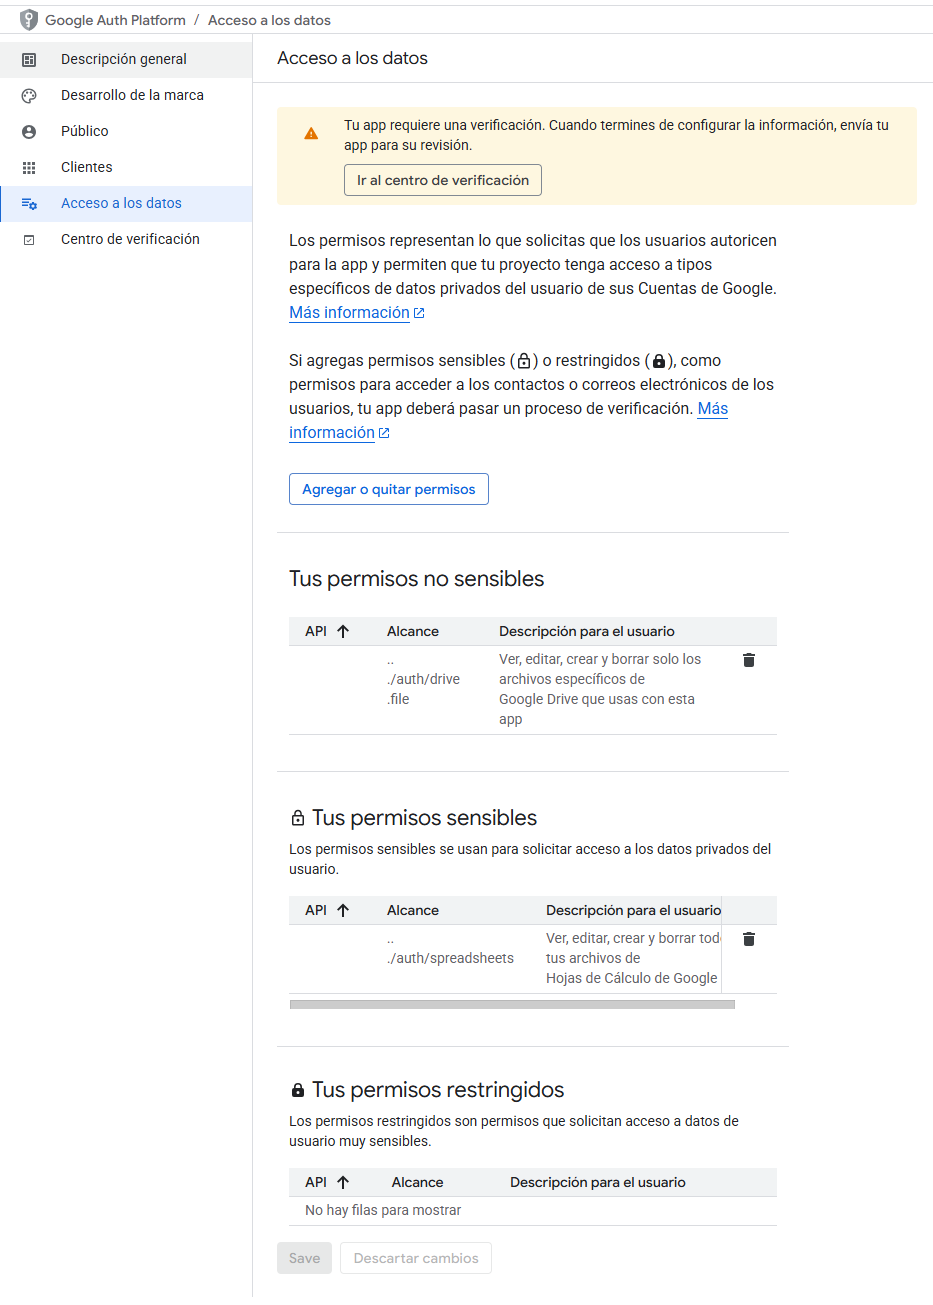 Google Auth Platform / Acceso a los datos
Descripción general
Desarrollo de la marca
Público
Clientes
Acceso a los datos
Centro de verificación
Acceso a los datos
Tu app requiere una verificación. Cuando termines de configurar la información, envía tu
app para su revisión.
Ir al centro de verificación
Los permisos representan lo que solicitas que los usuarios autoricen
para la app y permiten que tu proyecto tenga acceso a tipos
específicos de datos privados del usuario de sus Cuentas de Google.
Más información
Si agregas permisos sensibles ( ) o restringidos ( ), como
permisos para acceder a los contactos o correos electrónicos de los
usuarios, tu app deberá pasar un proceso de verificación. Más
información
Agregar o quitar permisos
Tus permisos no sensibles
API Alcance Descripción para el usuario
.. Ver, editar, crear y borrar solo los
./auth/drive archivos específicos de
.file Google Drive que usas con esta
app
Tus permisos sensibles
Los permisos sensibles se usan para solicitar acceso a los datos privados del
usuario.
API Alcance Descripción para el usuario
.. Ver, editar, crear y borrar tod
./auth/spreadsheets tus archivos de
Hojas de Cálculo de Google
Tus permisos restringidos
Los permisos restringidos son permisos que solicitan acceso a datos de
usuario muy sensibles.
API Alcance Descripción para el usuario
No hay filas para mostrar
Save Descartar cambios